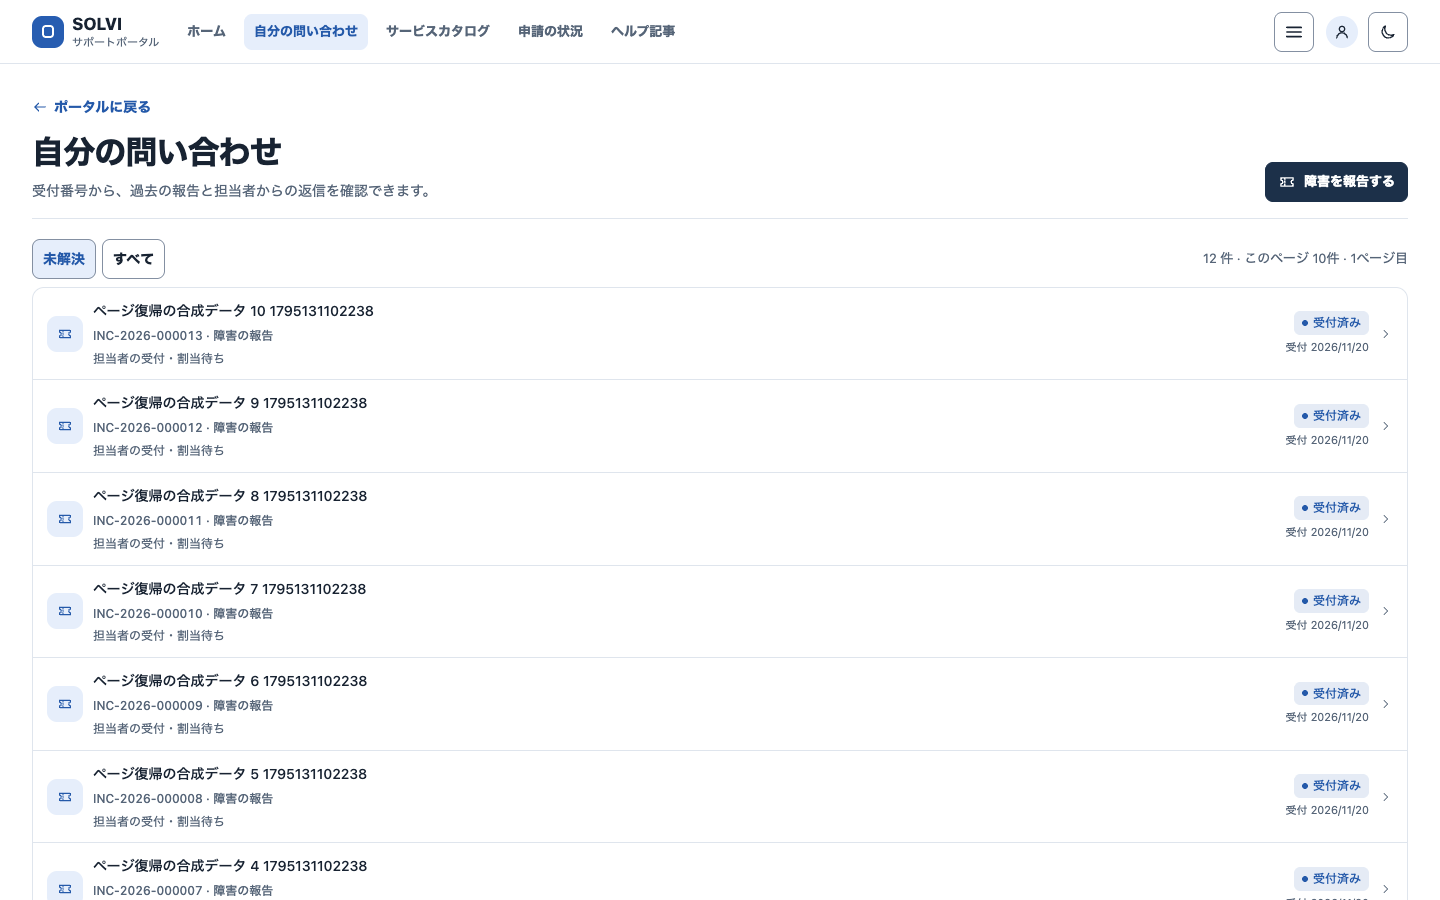 SOLVI
サポートポータル
ホーム
自分の問い合わせ
サービスカタログ
申請の状況
ヘルプ記事
← ポータルに戻る
自分の問い合わせ
受付番号から、過去の報告と担当者からの返信を確認できます。
障害を報告する
未解決
すべて
12 件 · このページ 10件 · 1ページ目
ページ復帰の合成データ 10 1795131102238
INC-2026-000013 · 障害の報告
担当者の受付・割当待ち
受付済み
受付 2026/11/20
ページ復帰の合成データ 9 1795131102238
INC-2026-000012 · 障害の報告
担当者の受付・割当待ち
受付済み
受付 2026/11/20
ページ復帰の合成データ 8 1795131102238
INC-2026-000011 · 障害の報告
担当者の受付・割当待ち
受付済み
受付 2026/11/20
ページ復帰の合成データ 7 1795131102238
INC-2026-000010 · 障害の報告
担当者の受付・割当待ち
受付済み
受付 2026/11/20
ページ復帰の合成データ 6 1795131102238
INC-2026-000009 · 障害の報告
担当者の受付・割当待ち
受付済み
受付 2026/11/20
ページ復帰の合成データ 5 1795131102238
INC-2026-000008 · 障害の報告
担当者の受付・割当待ち
受付済み
受付 2026/11/20
ページ復帰の合成データ 4 1795131102238
INC-2026-000007 · 障害の報告
受付済み